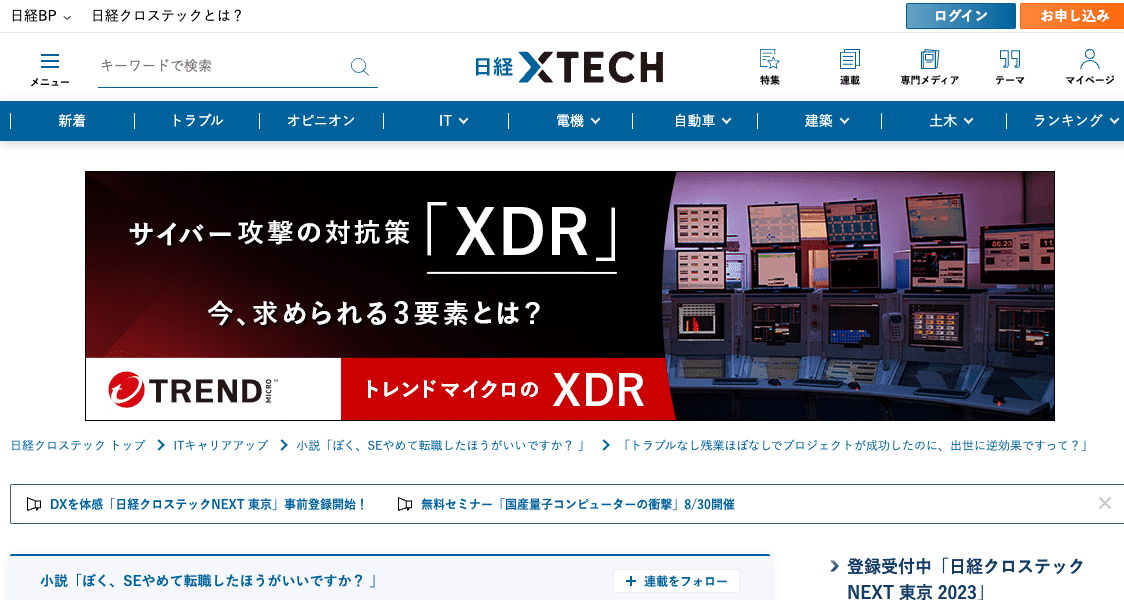 日経BP
日経クロステックとは？
ログイン
お申し込み
メニュー
キーワードで検索
日経 XTECH
特集
連載
専門メディア
テーマ
マイページ
新着
トラブル
オピニオン
IT
電機
自動車
建築
土木
ランキング
サイバー攻撃の対抗策「XDR」
今、求められる3要素とは？
TREND MICRO™
トレンドマイクロの XDR
日経クロステック トップ
ITキャリアアップ
小説「ぼく、SEやめて転職したほうがいいですか？ 」
「トラブルなし残業ほぼなしでプロジェクトが成功したのに、出世に逆効果ですって？」
DXを体感「日経クロステックNEXT 東京」事前登録開始！
無料セミナー「国産量子コンピューターの衝撃」8/30開催
小説「ぼく、SEやめて転職したほうがいいですか？ 」
＋ 連載をフォロー
登録受付中「日経クロステック
NEXT 東京 2023」